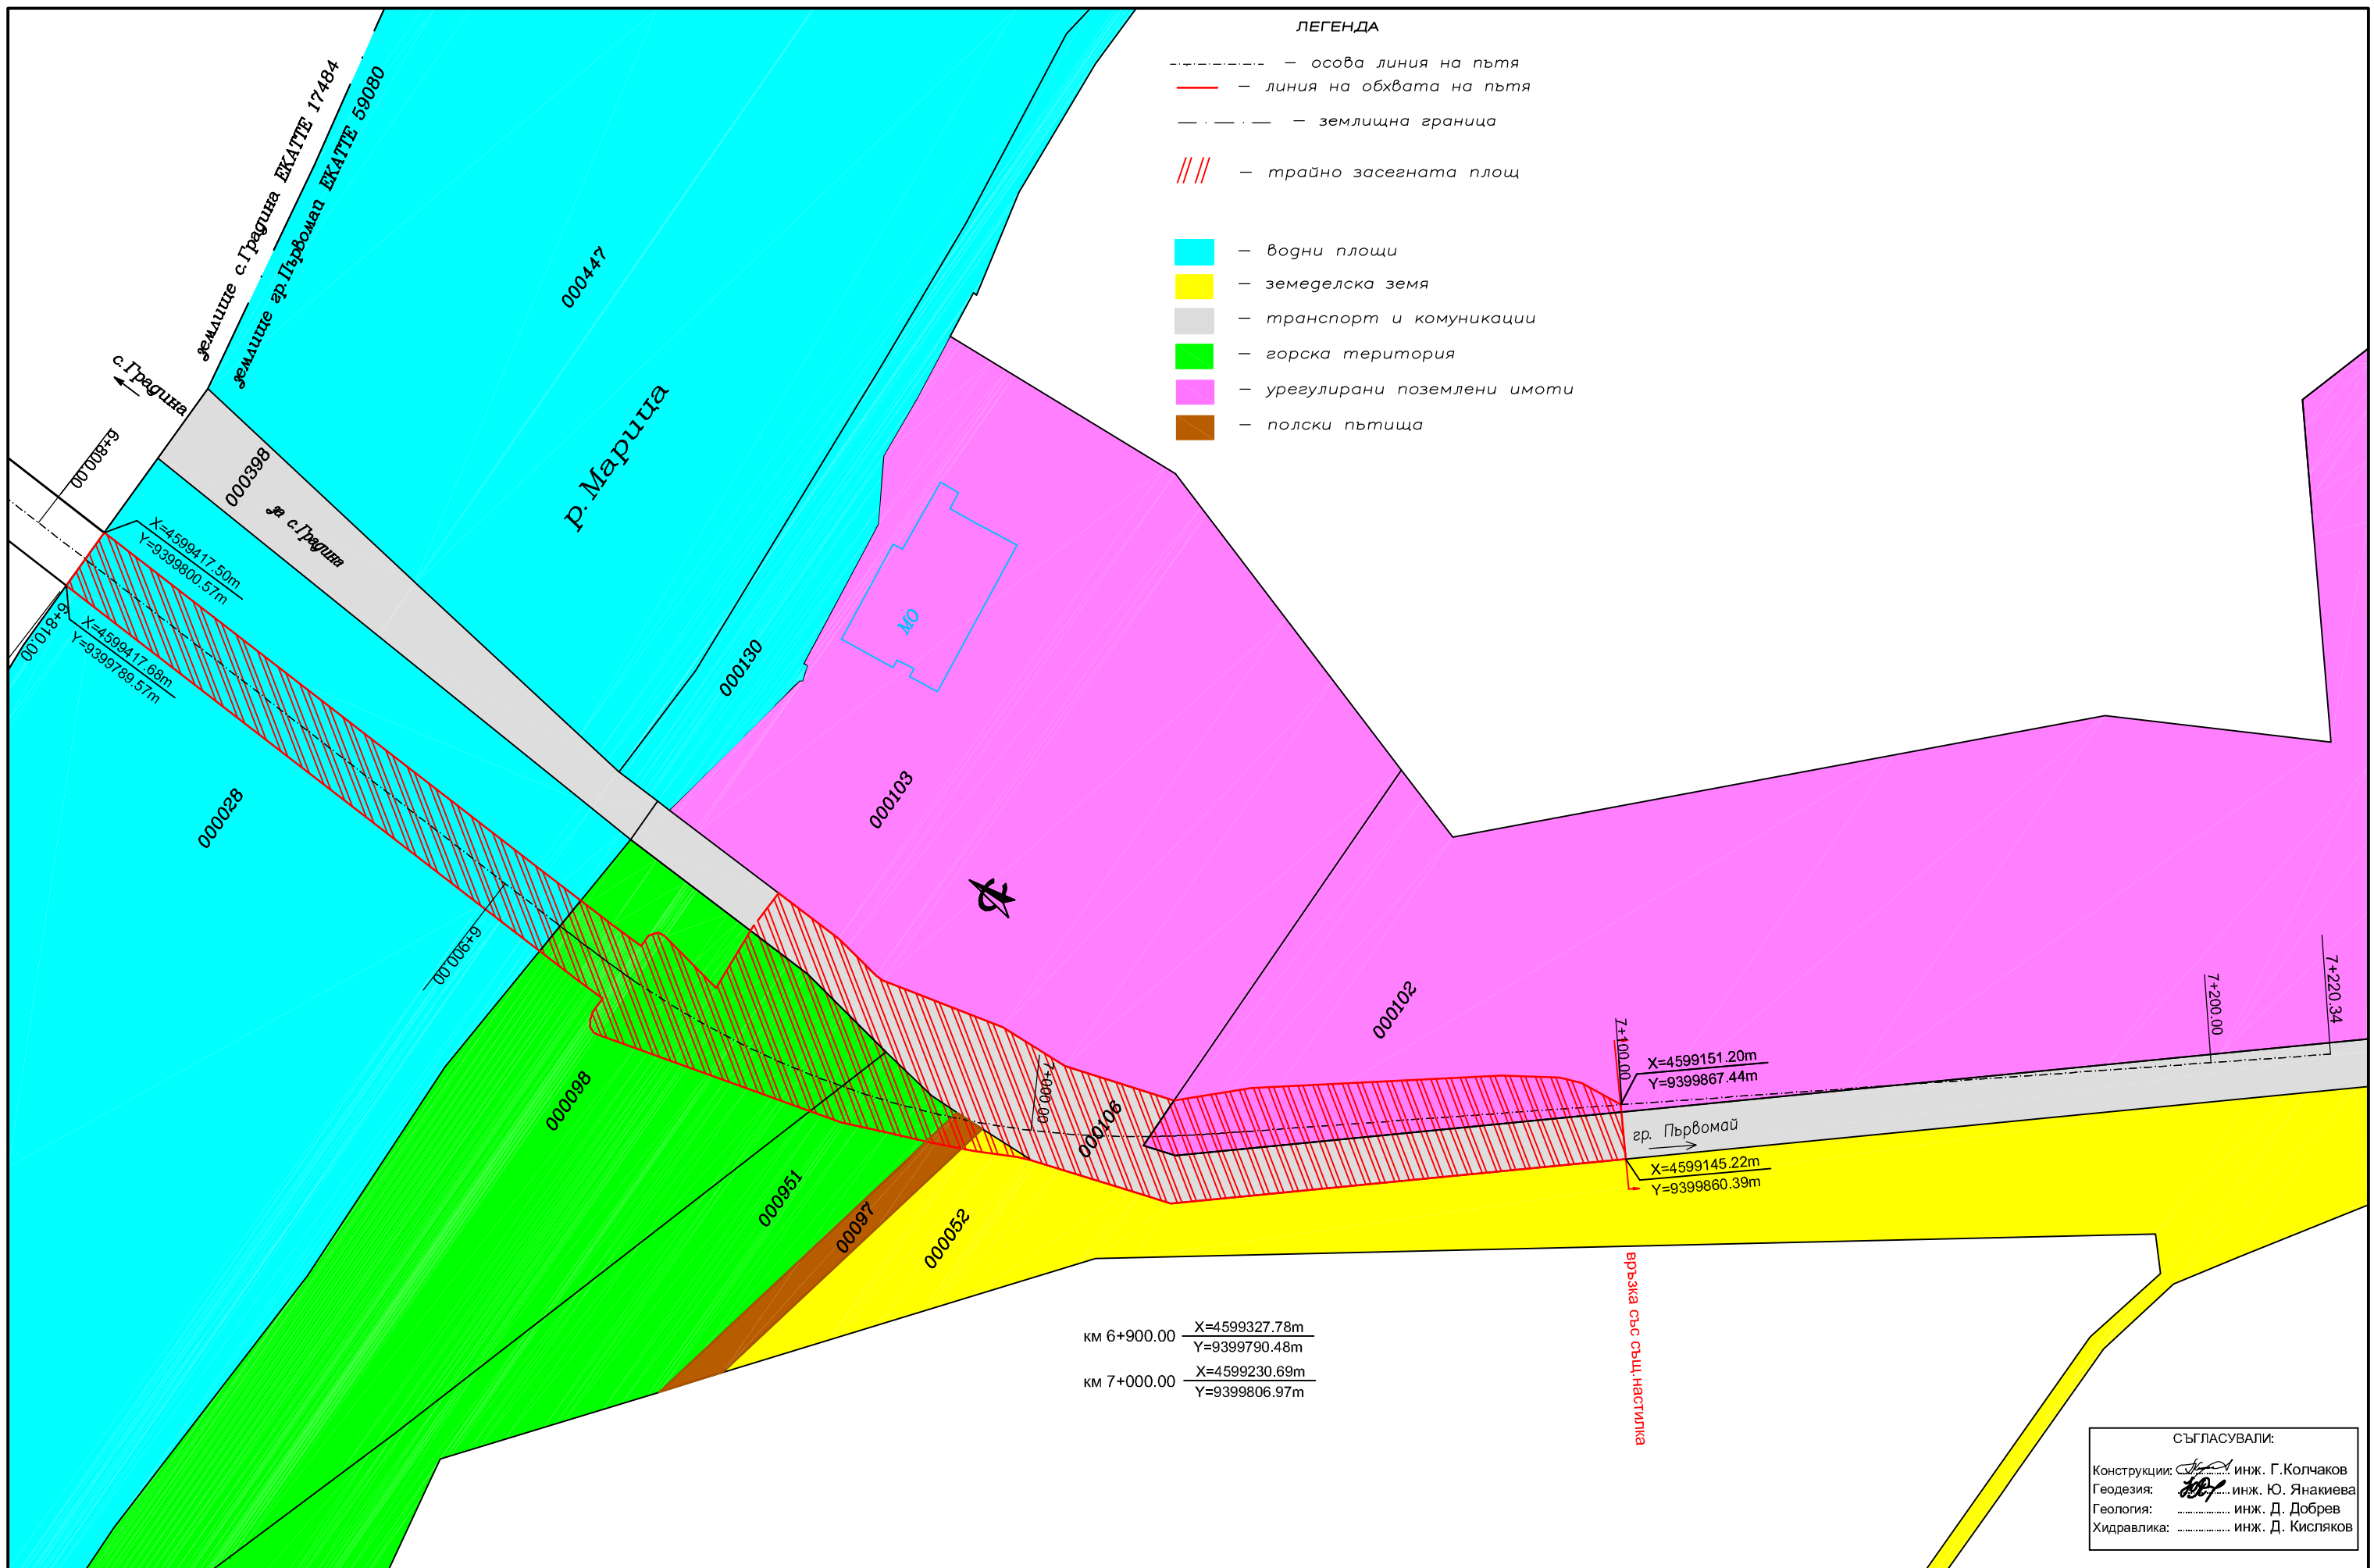 ЛЕГЕНДА
— осова линия на пътя
— линия на обхвата на пътя
— землищна граница
— трайно засегната площ
— водни площи
— земеделска земя
— транспорт и комуникации
— горска територия
— урегулирани поземлени имоти
— полски пътища
землище с.Градина ЕКАТТЕ 17484
землище гр.Първомай ЕКАТТЕ 59080
с.Градина
000447
р. Марица
6+800.00
000398
за с.Градина
X=4599417.50m
Y=9399800.57m
6+810.00
X=4599417.68m
Y=9399789.57m
МО
000130
000028
000103
6+900.00
000102
7+000.00
000106
7+100.00
X=4599151.20m
Y=9399867.44m
7+200.00
7+220.34
гр. Първомай
X=4599145.22m
Y=9399860.39m
000098
000951
00097
000052
връзка със същ.настилка
км 6+900.00
X=4599327.78m
Y=9399790.48m
км 7+000.00
X=4599230.69m
Y=9399806.97m
СЪГЛАСУВАЛИ:
Конструкции: ............ инж. Г.Колчаков
Геодезия: ............ инж. Ю. Янакиева
Геология: ............ инж. Д. Добрев
Хидравлика: ............ инж. Д. Кисляков